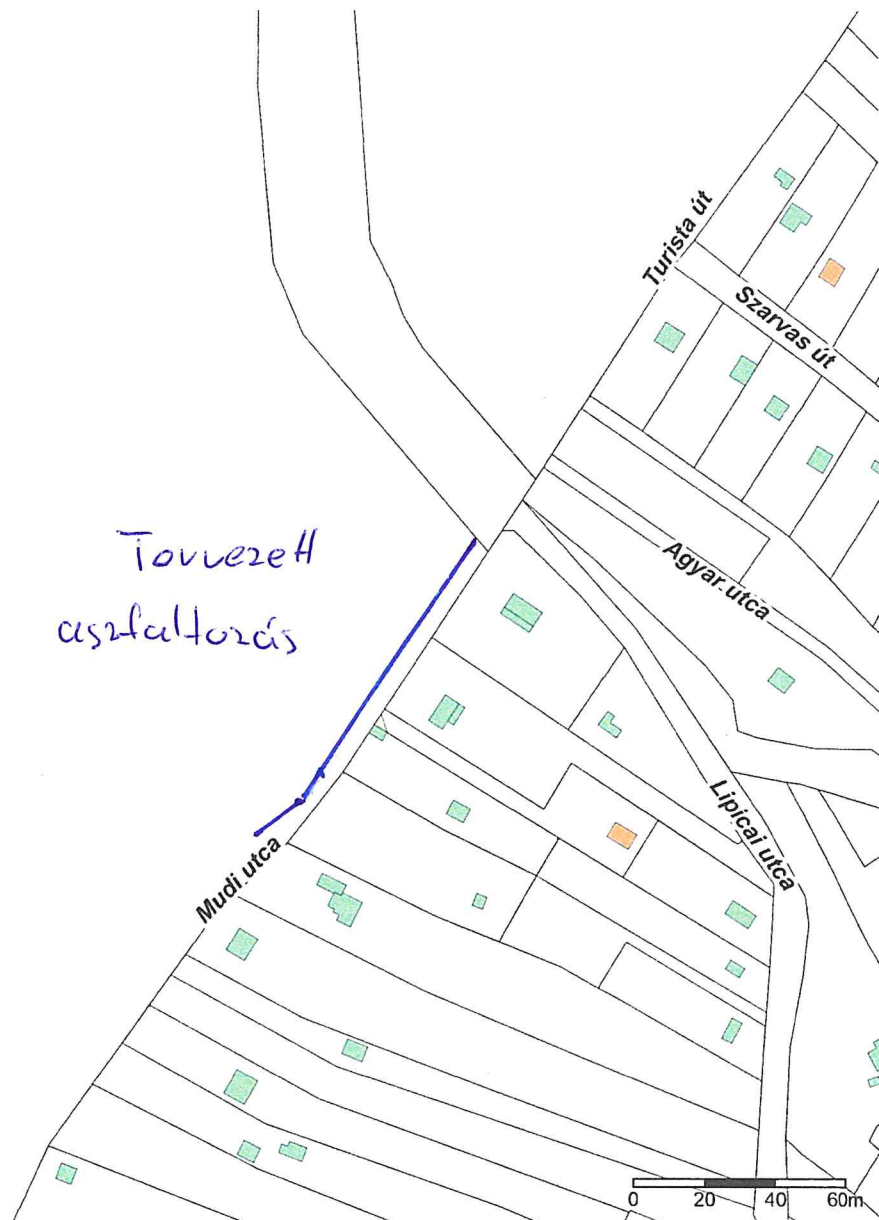 Turista út
Szarvas út
Tervezett
aszfaltozás
Agyar utca
Lipicai utca
Mudi utca
0 20 40 60m